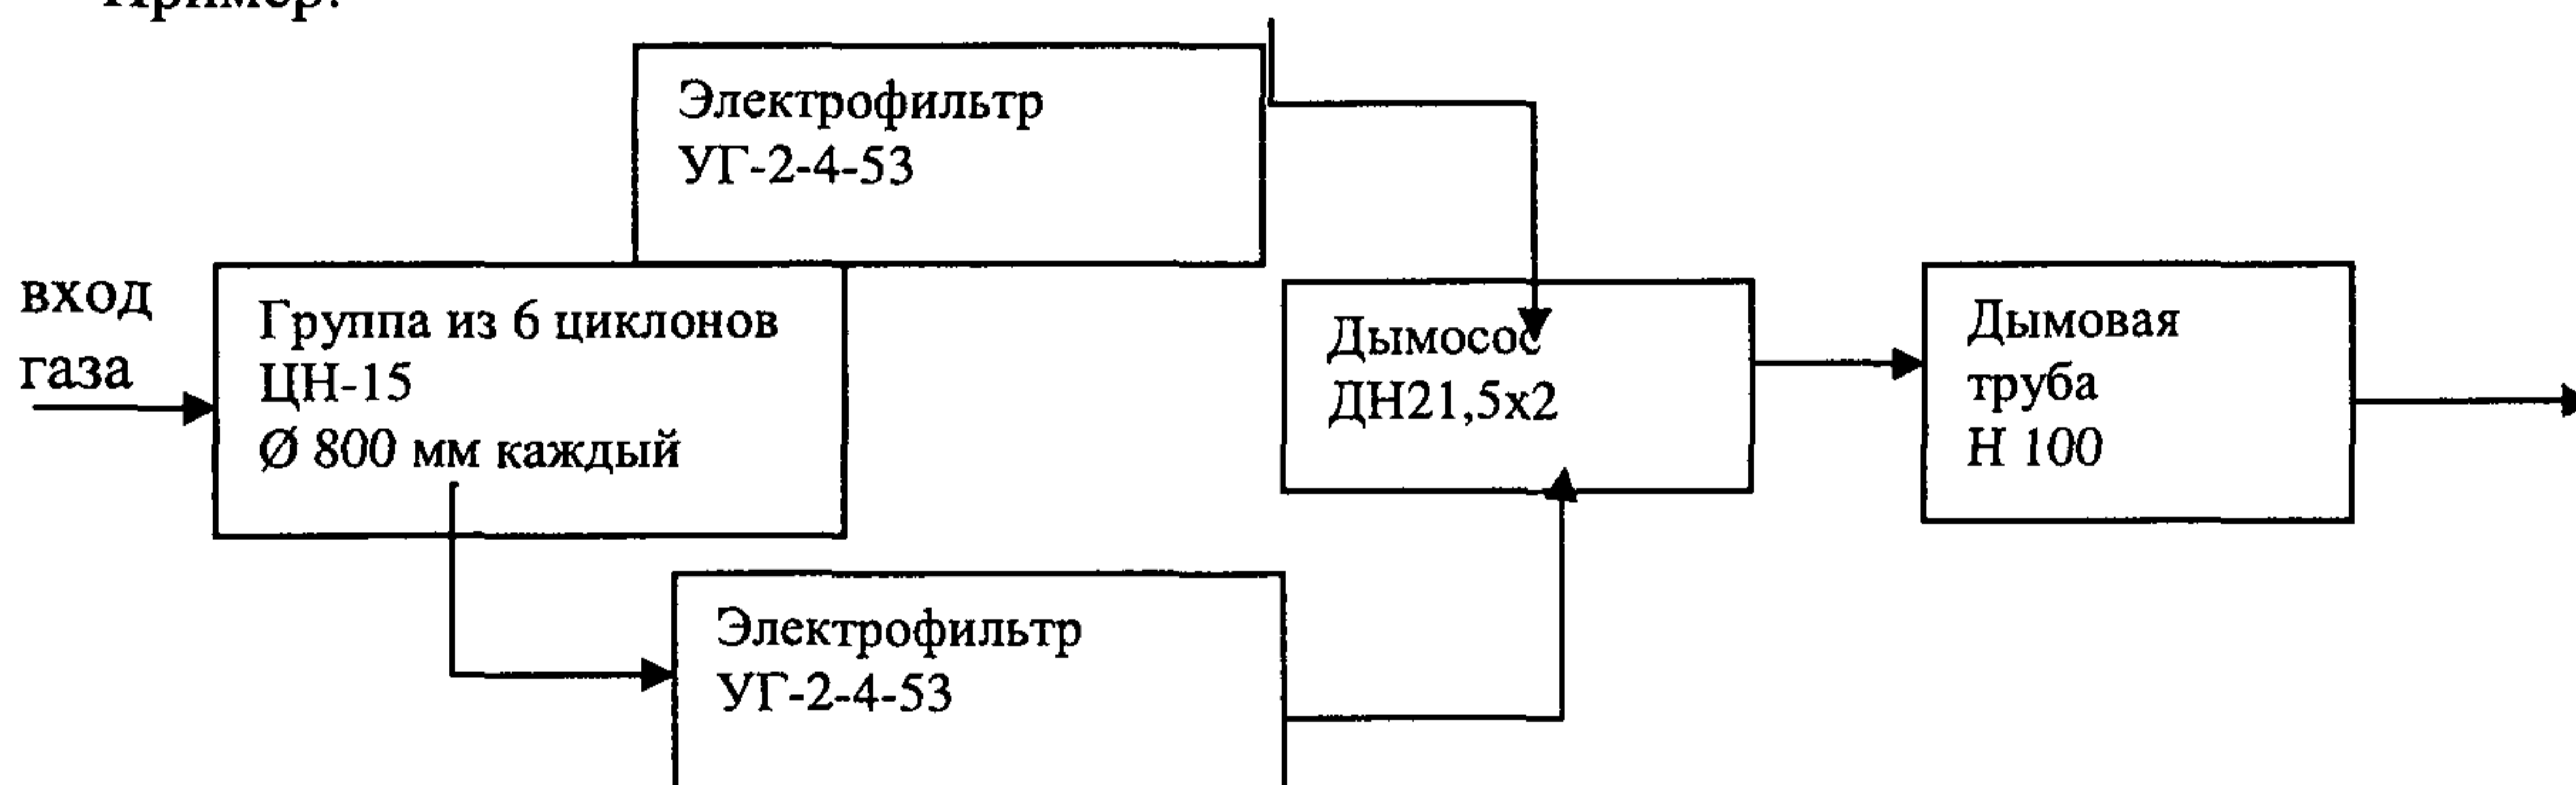 Пример:
Электрофильтр
УГ-2-4-53
вход
газа
Группа из 6 циклонов
ЦН-15
Ø 800 мм каждый
Дымосос
ДН21,5х2
Дымовая
труба
Н 100
Электрофильтр
УГ-2-4-53